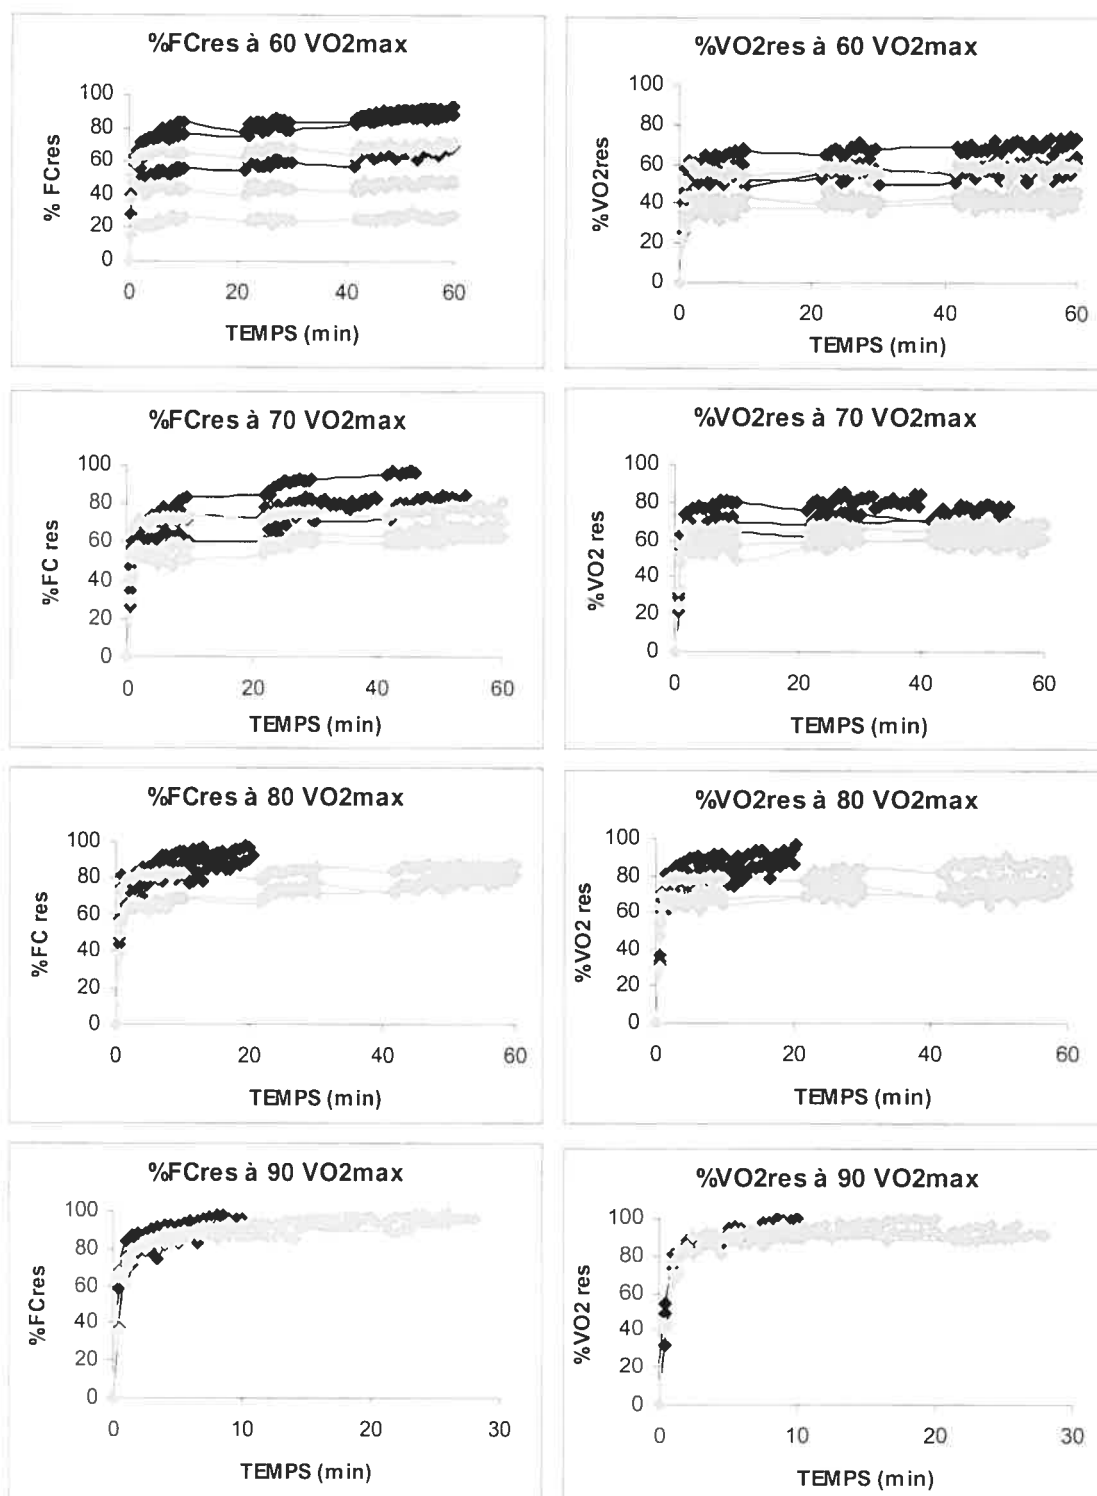 %FCres à 60 VO2max
100
80
60
40
20
0
% FCres
0 20 40 60
TEMPS (min)
%VO2res à 60 VO2max
100
80
60
40
20
0
%VO2res
0 20 40 60
TEMPS (min)
%FCres à 70 VO2max
100
80
60
40
20
0
%FC res
0 20 40 60
TEMPS (min)
%VO2res à 70 VO2max
100
80
60
40
20
0
%VO2 res
0 20 40 60
TEMPS (min)
%FCres à 80 VO2max
100
80
60
40
20
0
%FC res
0 20 40 60
TEMPS (min)
%VO2res à 80 VO2max
100
80
60
40
20
0
%VO2 res
0 20 40 60
TEMPS (min)
%FCres à 90 VO2max
100
80
60
40
20
0
%FCres
0 10 20 30
TEMPS (min)
%VO2res à 90 VO2max
100
80
60
40
20
0
%VO2 res
0 10 20 30
TEMPS (min)